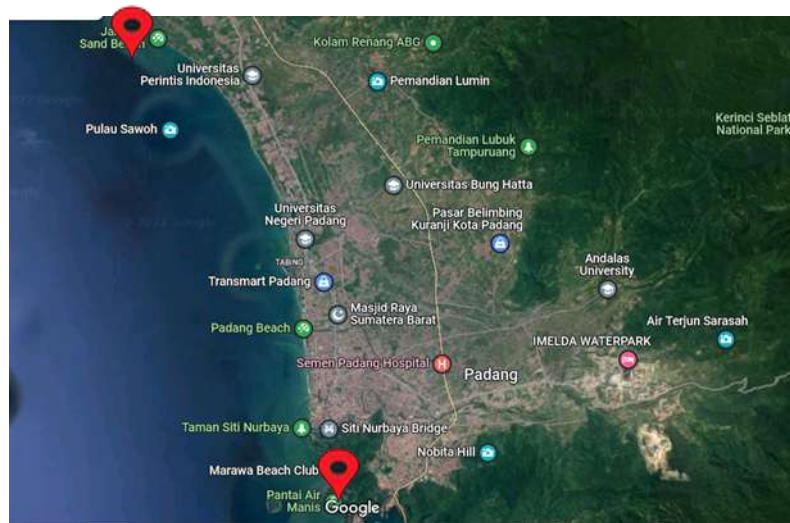 Sand Beach
Kolam Renang ABG
Universitas
Perintis Indonesia
Pemandian Lumin
Kerinci Seblat
National Park
Pulau Sawoh
Pemandian Lubuk
Tampuruang
Universitas Bung Hatta
Universitas
Negeri Padang
Pasar Belimbing
Kuranji Kota Padang
TABING
Andalas
University
Transmart Padang
Masjid Raya
Sumatera Barat
Air Terjun Sarasah
Padang Beach
IMELDA WATERPARK
Semen Padang Hospital
H
Padang
Taman Siti Nurbaya
Siti Nurbaya Bridge
Nobita Hill
Marawa Beach Club
Pantai Air
Manis
Google